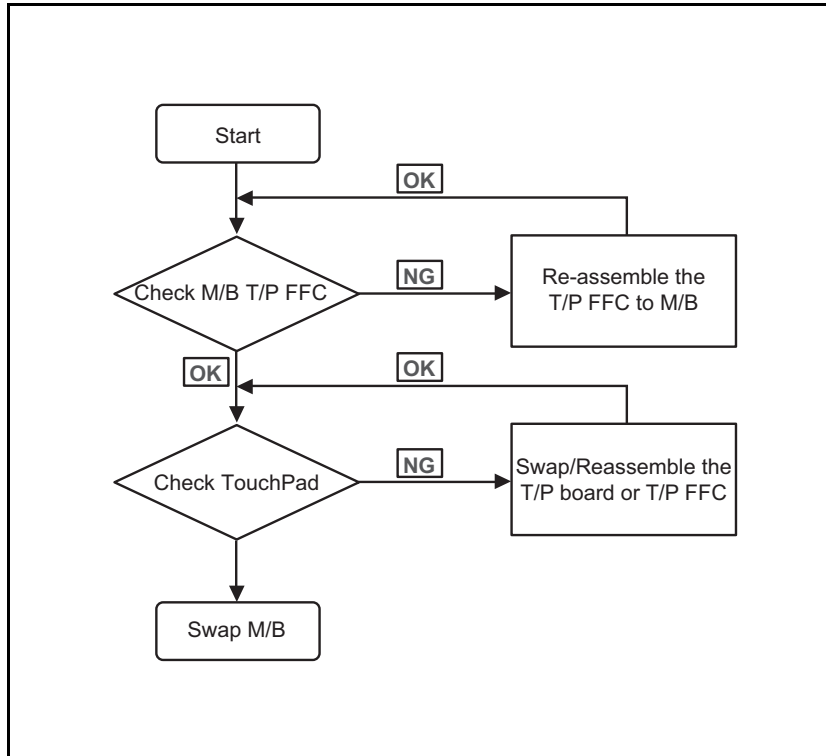 Start
OK
Check M/B T/P FFC
NG
Re-assemble the
T/P FFC to M/B
OK
OK
Check TouchPad
NG
Swap/Reassemble the
T/P board or T/P FFC
Swap M/B